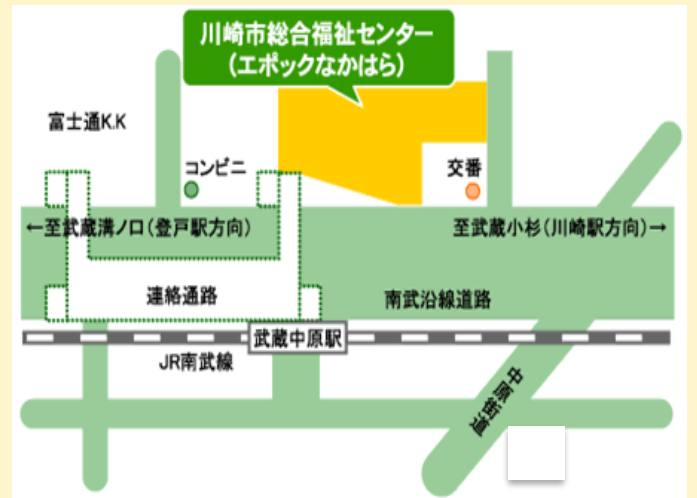 川崎市総合福祉センター
（エポックなかはら）
富士通K.K
コンビニ
交番
←至武蔵溝ノ口（登戸駅方向）
至武蔵小杉（川崎駅方向）→
連絡通路
南武沿線道路
武蔵中原駅
JR南武線
中原街道